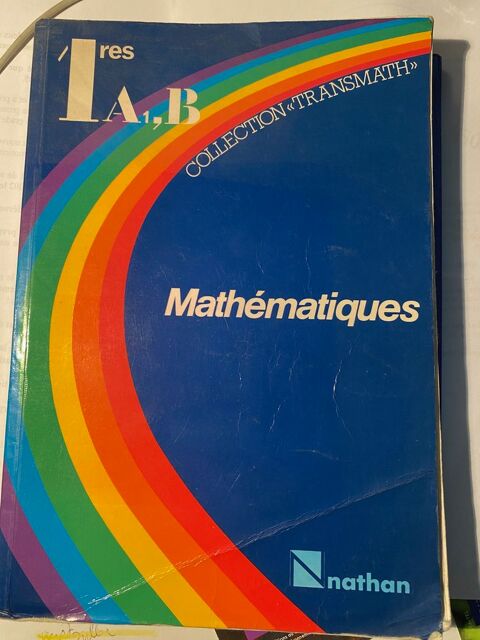 1res
A1,B
COLLECTION «TRANSMATH»
Mathématiques
nathan